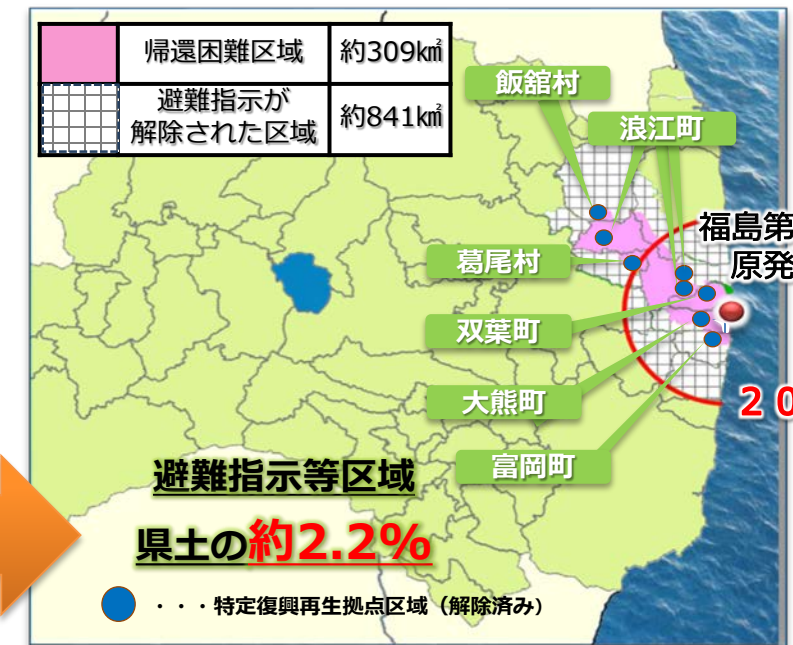 帰還困難区域 約309㎢
避難指示が
解除された区域 約841㎢
飯舘村
浪江町
福島第
原発
葛尾村
双葉町
大熊町
２０
富岡町
避難指示等区域
県土の約2.2%
・・・特定復興再生拠点区域（解除済み）